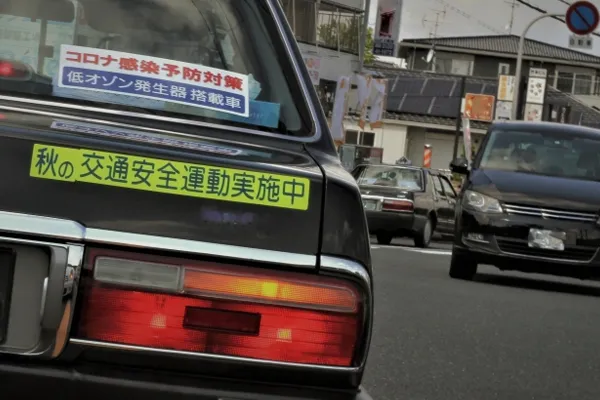 コロナ感染予防対策
低オゾン発生器搭載車
秋の交通安全運動実施中